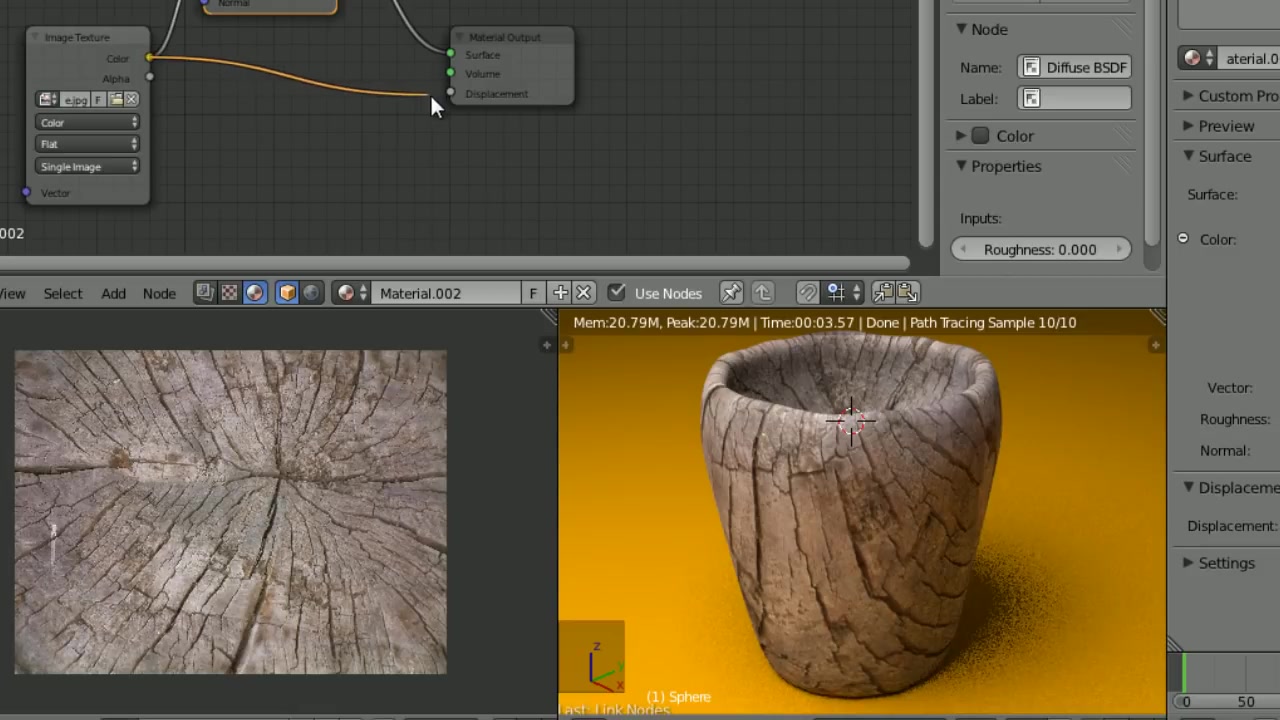 Normal
Image Texture
Color
Alpha
e.jpg F
Color
Flat
Single Image
Vector
002
Material Output
Surface
Volume
Displacement
Node
Name: Diffuse BSDF
Label:
Color
Properties
Inputs:
Roughness: 0.000
aterial.0
Custom Pro
Preview
Surface
Surface:
Color:
Vector:
Roughness:
Normal:
Displaceme
Displacement:
Settings
0 50
View Select Add Node Material.002 F Use Nodes
Mem:20.79M, Peak:20.79M | Time:00:03.57 | Done | Path Tracing Sample 10/10
Z
Y
X
(1) Sphere
Last: Link Nodes